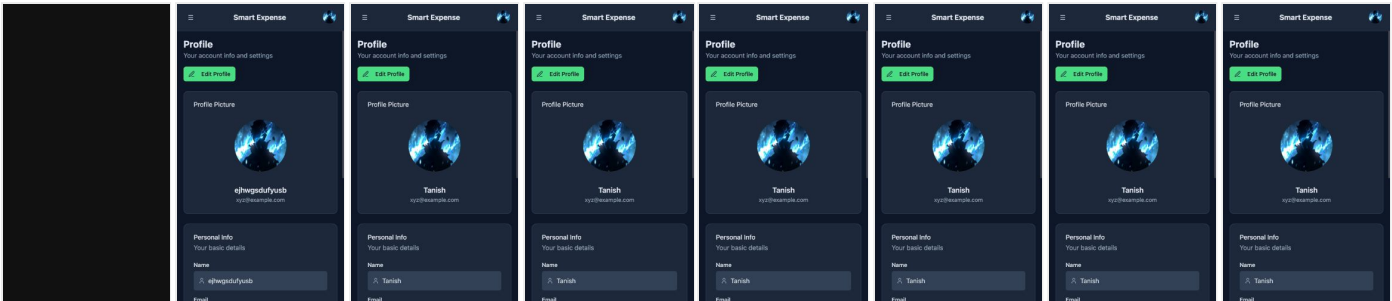 Smart Expense
Profile
Your account info and settings
Edit Profile
Profile Picture
ejhwgsdufyusb
xyz@example.com
Personal Info
Your basic details
Name
ejhwgsdufyusb
Email
Smart Expense
Profile
Your account info and settings
Edit Profile
Profile Picture
Tanish
xyz@example.com
Personal Info
Your basic details
Name
Tanish
Email
Smart Expense
Profile
Your account info and settings
Edit Profile
Profile Picture
Tanish
xyz@example.com
Personal Info
Your basic details
Name
Tanish
Email
Smart Expense
Profile
Your account info and settings
Edit Profile
Profile Picture
Tanish
xyz@example.com
Personal Info
Your basic details
Name
Tanish
Email
Smart Expense
Profile
Your account info and settings
Edit Profile
Profile Picture
Tanish
xyz@example.com
Personal Info
Your basic details
Name
Tanish
Email
Smart Expense
Profile
Your account info and settings
Edit Profile
Profile Picture
Tanish
xyz@example.com
Personal Info
Your basic details
Name
Tanish
Email
Smart Expense
Profile
Your account info and settings
Edit Profile
Profile Picture
Tanish
xyz@example.com
Personal Info
Your basic details
Name
Tanish
Email